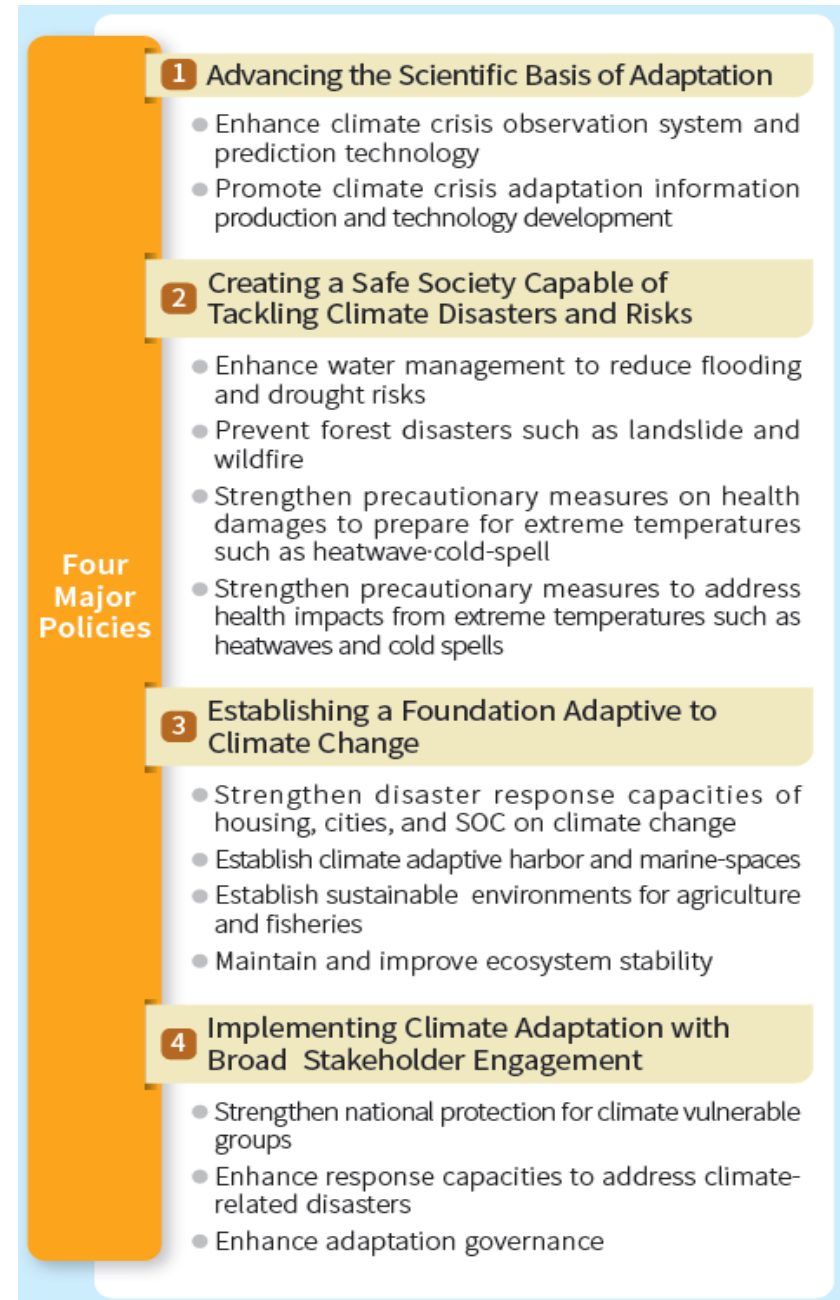 Four
Major
Policies
1 Advancing the Scientific Basis of Adaptation
Enhance climate crisis observation system and
prediction technology
Promote climate crisis adaptation information
production and technology development
2 Creating a Safe Society Capable of
Tackling Climate Disasters and Risks
Enhance water management to reduce flooding
and drought risks
Prevent forest disasters such as landslide and
wildfire
Strengthen precautionary measures on health
damages to prepare for extreme temperatures
such as heatwave·cold-spell
Strengthen precautionary measures to address
health impacts from extreme temperatures such as
heatwaves and cold spells
3 Establishing a Foundation Adaptive to
Climate Change
Strengthen disaster response capacities of
housing, cities, and SOC on climate change
Establish climate adaptive harbor and marine-spaces
Establish sustainable environments for agriculture
and fisheries
Maintain and improve ecosystem stability
4 Implementing Climate Adaptation with
Broad Stakeholder Engagement
Strengthen national protection for climate vulnerable
groups
Enhance response capacities to address climate-
related disasters
Enhance adaptation governance